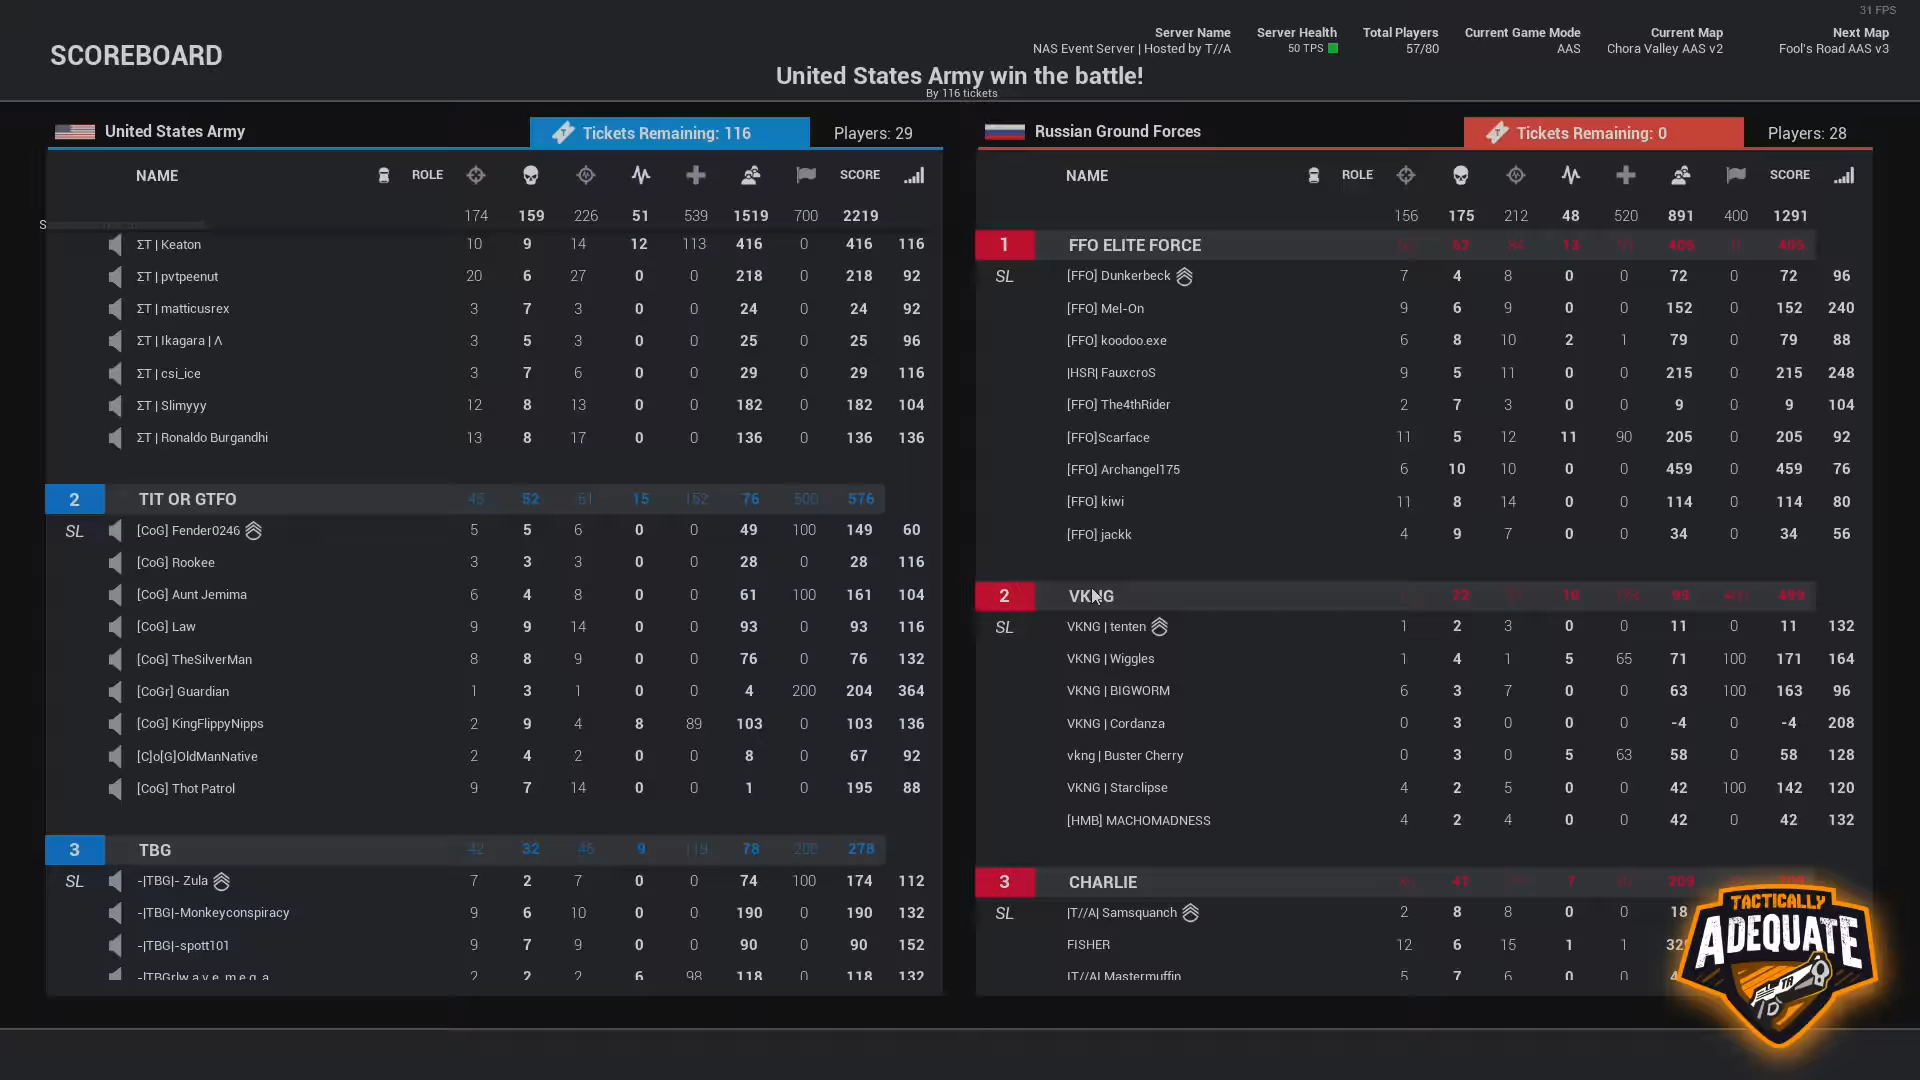 31 FPS
SCOREBOARD
Server Name Server Health Total Players Current Game Mode Current Map Next Map
NAS Event Server | Hosted by T//A 50 TPS 57/80 AAS Chora Valley AAS v2 Fool's Road AAS v3
United States Army win the battle!
By 116 tickets
United States Army Tickets Remaining: 116 Players: 29
NAME ROLE SCORE
174 159 226 51 539 1519 700 2219
S
ΣT | Keaton 10 9 14 12 113 416 0 416 116
ΣT | pvtpeenut 20 6 27 0 0 218 0 218 92
ΣT | matticusrex 3 7 3 0 0 24 0 24 92
ΣT | Ikagara | Λ 3 5 3 0 0 25 0 25 96
ΣT | csi_ice 3 7 6 0 0 29 0 29 116
ΣT | Slimyyy 12 8 13 0 0 182 0 182 104
ΣT | Ronaldo Burgandhi 13 8 17 0 0 136 0 136 136
2 TIT OR GTFO 45 52 61 15 152 76 500 576
SL [CoG] Fender0246 5 5 6 0 0 49 100 149 60
[CoG] Rookee 3 3 3 0 0 28 0 28 116
[CoG] Aunt Jemima 6 4 8 0 0 61 100 161 104
[CoG] Law 9 9 14 0 0 93 0 93 116
[CoG] TheSilverMan 8 8 9 0 0 76 0 76 132
[CoGr] Guardian 1 3 1 0 0 4 200 204 364
[CoG] KingFlippyNipps 2 9 4 8 89 103 0 103 136
[C]o[G]OldManNative 2 4 2 0 0 8 0 67 92
[CoG] Thot Patrol 9 7 14 0 0 1 0 195 88
3 TBG 42 32 45 9 119 78 200 278
SL -|TBG|- Zula 7 2 7 0 0 74 100 174 112
-|TBG|-Monkeyconspiracy 9 6 10 0 0 190 0 190 132
-|TBG|-spott101 9 7 9 0 0 90 0 90 152
2 2 2 6 98 118 0 118 132
Russian Ground Forces Tickets Remaining: 0 Players: 28
NAME ROLE SCORE
156 175 212 48 520 891 400 1291
1 FFO ELITE FORCE 62 84 13 406 405
SL [FFO] Dunkerbeck 7 4 8 0 0 72 0 72 96
[FFO] Mel-On 9 6 9 0 0 152 0 152 240
[FFO] koodoo.exe 6 8 10 2 1 79 0 79 88
|HSR| FauxcroS 9 5 11 0 0 215 0 215 248
[FFO] The4thRider 2 7 3 0 0 9 0 9 104
[FFO]Scarface 11 5 12 11 90 205 0 205 92
[FFO] Archangel175 6 10 10 0 0 459 0 459 76
[FFO] kiwi 11 8 14 0 0 114 0 114 80
[FFO] jackk 4 9 7 0 0 34 0 34 56
2 VKNG 22 10 99 499
SL VKNG | tenten 1 2 3 0 0 11 0 11 132
VKNG | Wiggles 1 4 1 5 65 71 100 171 164
VKNG | BIGWORM 6 3 7 0 0 63 100 163 96
VKNG | Cordanza 0 3 0 0 0 -4 0 -4 208
vkng | Buster Cherry 0 3 0 5 63 58 0 58 128
VKNG | Starclipse 4 2 5 0 0 42 100 142 120
[HMB] MACHOMADNESS 4 2 4 0 0 42 0 42 132
3 CHARLIE 41 7 209
SL |T//A| Samsquanch 2 8 8 0 0 18
FISHER 12 6 15 1 1
|T//A| Mastermuffin 5 7 6 0 0
TACTICALLY
ADEQUATE